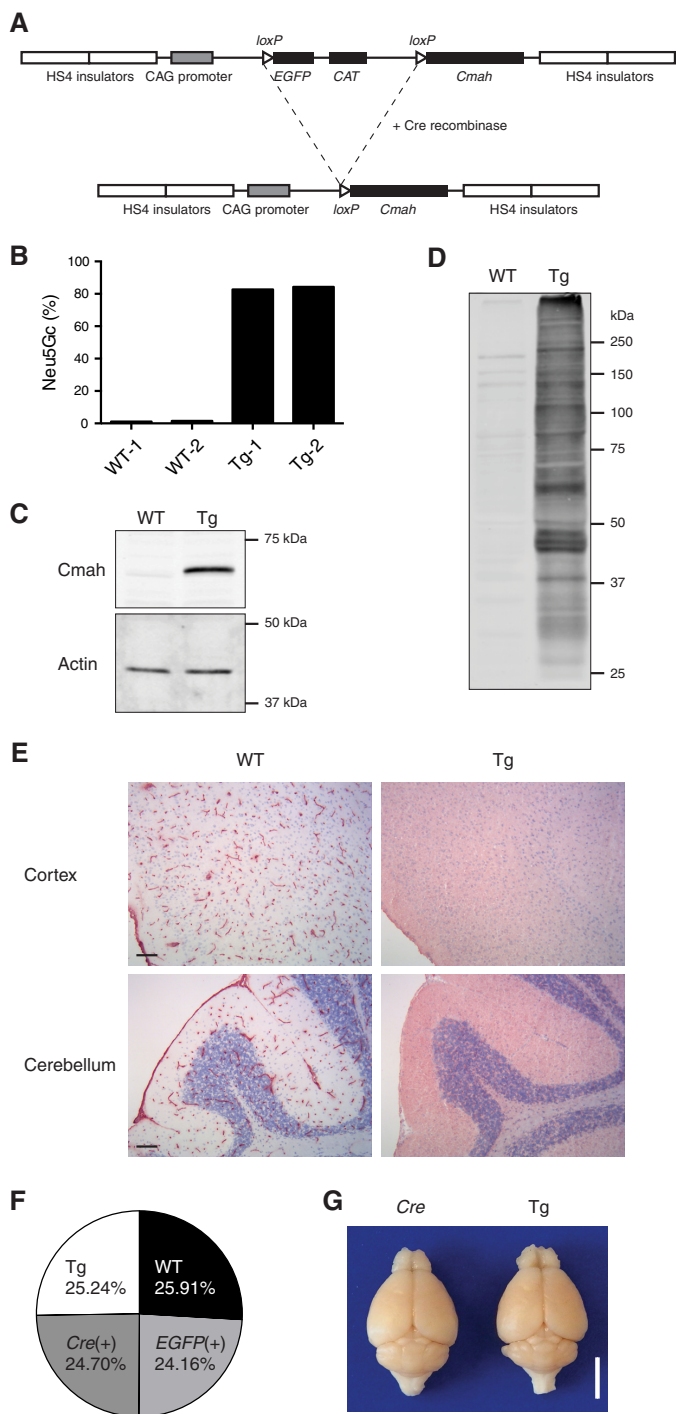 A
loxP loxP
HS4 insulators CAG promoter EGFP CAT Cmah HS4 insulators
+ Cre recombinase
HS4 insulators CAG promoter loxP Cmah HS4 insulators
B
Neu5Gc (%)
100
80
60
40
20
0
WT-1 WT-2 Tg-1 Tg-2
C
WT Tg
Cmah
75 kDa
50 kDa
Actin
37 kDa
D
WT Tg
kDa
250
150
100
75
50
37
25
E
WT Tg
Cortex
Cerebellum
F
Tg
25.24%
WT
25.91%
Cre(+)
24.70%
EGFP(+)
24.16%
G
Cre Tg